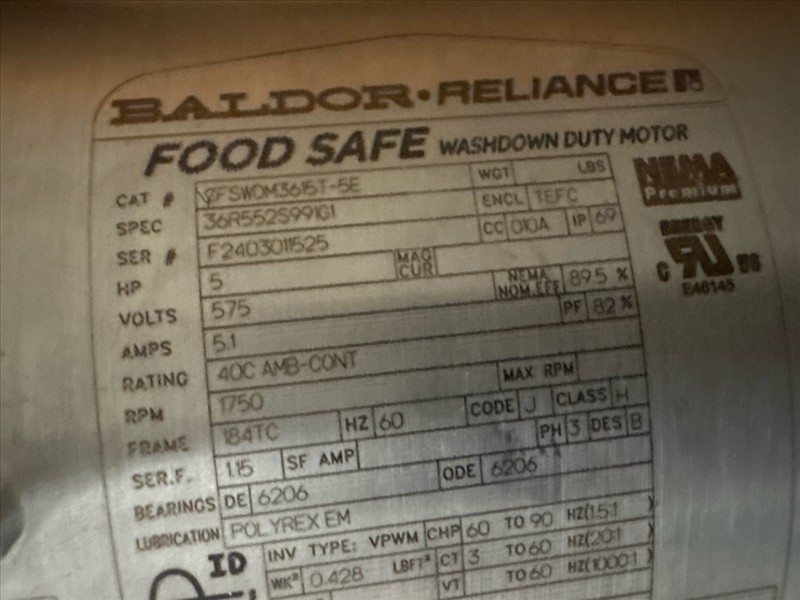 BALDOR · RELIANCE
FOOD SAFE WASHDOWN DUTY MOTOR
NEMA Premium
CAT # VFSWDM3615T-5E WGT LBS
SPEC 36R552S991G1 ENCL TEFC
SER # F2403011525 CC 010A IP 69
ENERGY
C RU US
E46145
HP 5 MAG CUR NEMA NOM.EFF 89.5 %
VOLTS 575 PF 82 %
AMPS 5.1
RATING 40C AMB-CONT MAX RPM
RPM 1750 HZ 60 CODE J CLASS H
FRAME 184TC PH 3 DES B
SER.F. 1.15 SF AMP
BEARINGS DE 6206 ODE 6206
LUBRICATION POLYREX EM
ID INV TYPE: VPWM CHP 60 TO 90 HZ(1.5:1 )
WK² 0.428 LBFT² CT 3 TO 60 HZ(20:1 )
VT TO 60 HZ(1000:1 )